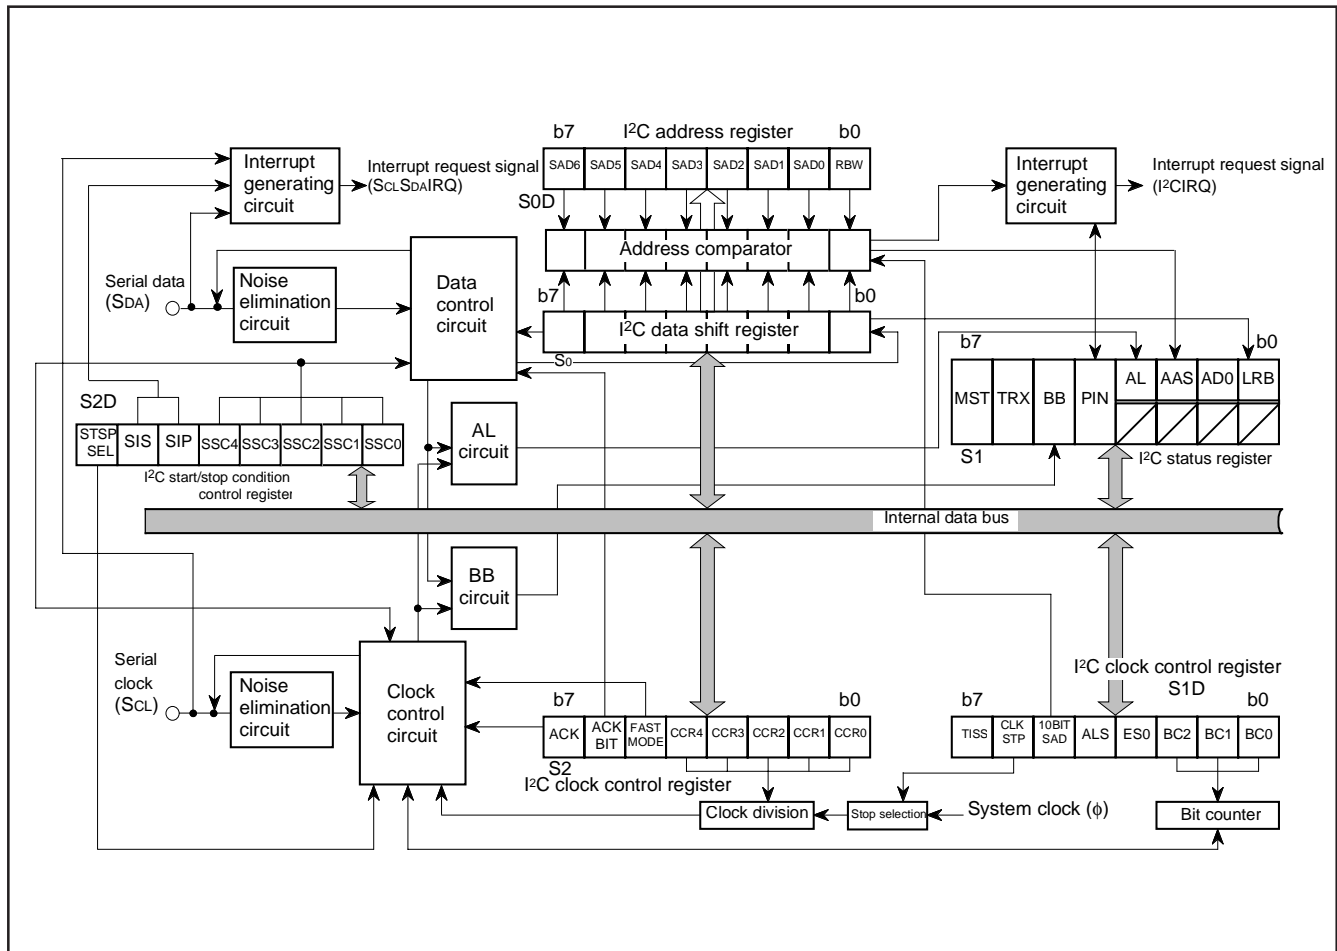 b7 I²C address register b0
SAD6 SAD5 SAD4 SAD3 SAD2 SAD1 SAD0 RBW
S0D
Interrupt
generating
circuit
Interrupt request signal
(SCLSDAIRQ)
Interrupt
generating
circuit
Interrupt request signal
(I²CIRQ)
Address comparator
Serial data
(SDA)
Noise
elimination
circuit
Data
control
circuit
b7 b0
I²C data shift register
S0
b7 b0
MST TRX BB PIN AL AAS AD0 LRB
S1
I²C status register
S2D
STSP
SEL
SIS SIP SSC4 SSC3 SSC2 SSC1 SSC0
I²C start/stop condition
control register
AL
circuit
Internal data bus
BB
circuit
Serial
clock
(SCL)
Noise
elimination
circuit
Clock
control
circuit
b7 b0
ACK
ACK
BIT
FAST
MODE
CCR4 CCR3 CCR2 CCR1 CCR0
S2
I²C clock control register
I²C clock control register
S1D
b7 b0
TISS
CLK
STP
10BIT
SAD
ALS ES0 BC2 BC1 BC0
Clock division
Stop selection
System clock (ϕ)
Bit counter